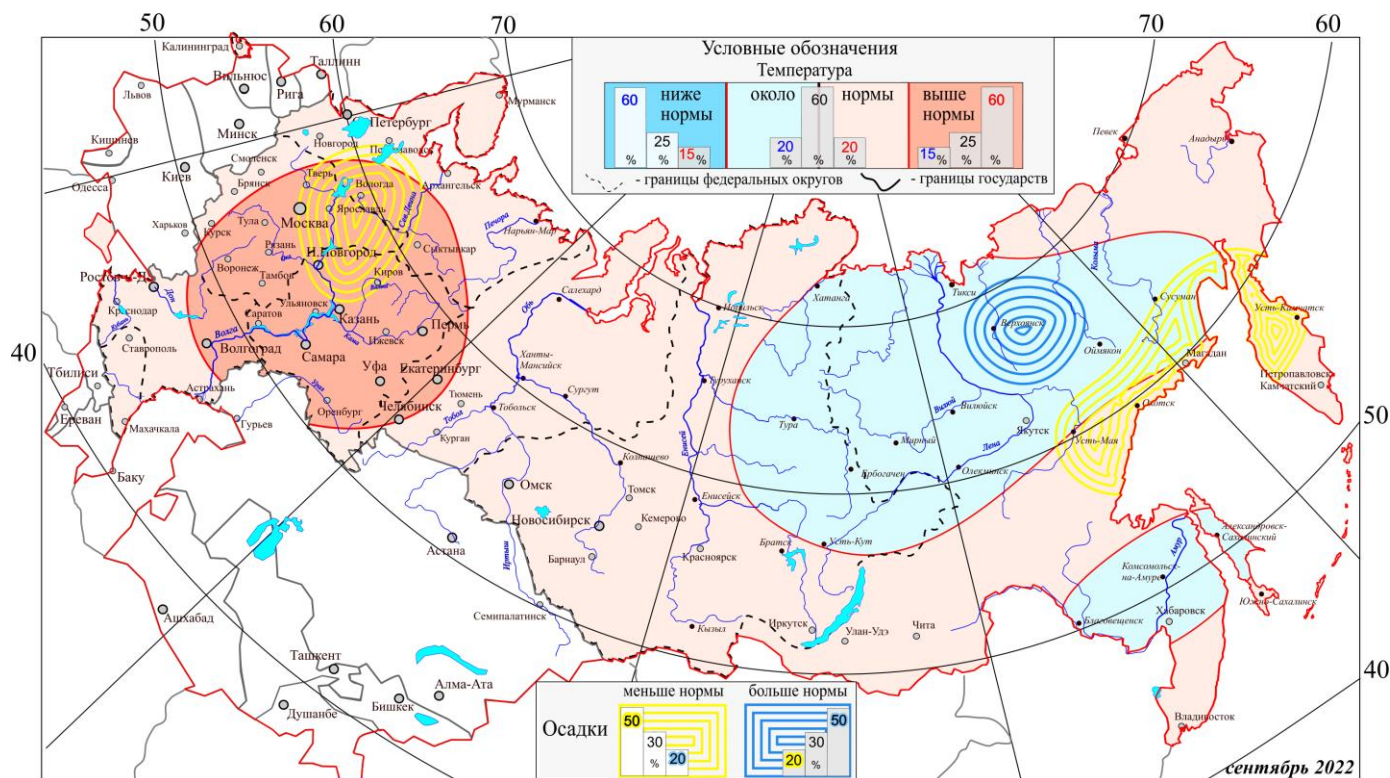 50
60
70
70
60
Калининград
Таллинн
Вильнюс
Рига
Львов
Мурманск
Минск
Петербург
Кишинев
Новгород
Смоленск
Киев
Одесса
Брянск
Тверь
Вологда
Архангельск
Москва
Ярославль
Сев.Двина
Печора
Нарьян-Мар
Харьков
Курск
Тула
Рязань
Ока
Сыктывкар
Н.Новгород
Воронеж
Тамбов
Киров
Ростов-н-Д.
Дон
Ульяновск
Салехард
Обь
Краснодар
Саратов
Казань
Кубань
Волга
Кама
Ижевск
Пермь
Ставрополь
Волгоград
Самара
Уфа
Екатеринбург
Ханты-
Мансийск
Сургут
40
Тбилиси
Астрахань
Урал
Оренбург
Челябинск
Тюмень
Тобол
Тобольск
Ереван
Махачкала
Гурьев
Курган
Колпашево
Баку
Омск
Томск
Новосибирск
Кемерово
Астана
Иртыш
Барнаул
Семипалатинск
Ашхабад
Ташкент
Душанбе
Бишкек
Алма-Ата
Условные обозначения
Температура
60
%
25
%
15
%
ниже
нормы
около
нормы
20
%
60
%
20
%
выше
нормы
15
%
25
%
60
%
- границы федеральных округов
- границы государств
Певек
Анадырь
Колыма
Норильск
Хатанга
Тикси
Верхоянск
Сусуман
Усть-Камчатск
Оймякон
Магадан
Петропавловск-
Камчатский
Туруханск
Тура
Вилюй
Вилюйск
Мирный
Якутск
Охотск
50
Енисей
Ербогачен
Лена
Олекминск
Усть-Мая
Енисейск
Красноярск
Братск
Усть-Кут
Александровск-
Сахалинский
Амур
Комсомольск-
на-Амуре
Южно-Сахалинск
Хабаровск
Благовещенск
Кызыл
Иркутск
Улан-Удэ
Чита
40
Владивосток
Осадки
меньше нормы
50
30
%
20
больше нормы
20
30
%
50
сентябрь 2022